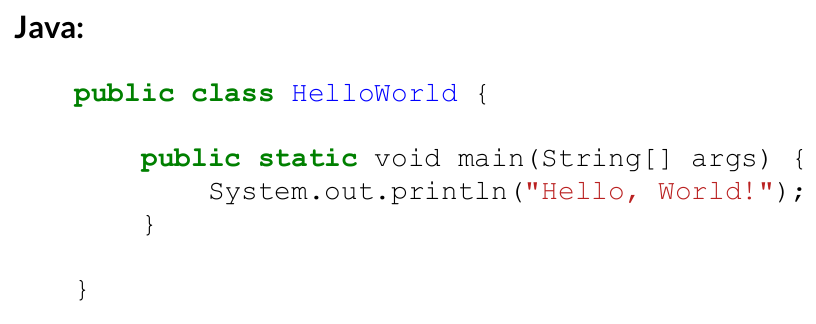 Java:
public class HelloWorld {
public static void main(String[] args) {
System.out.println("Hello, World!");
}
}